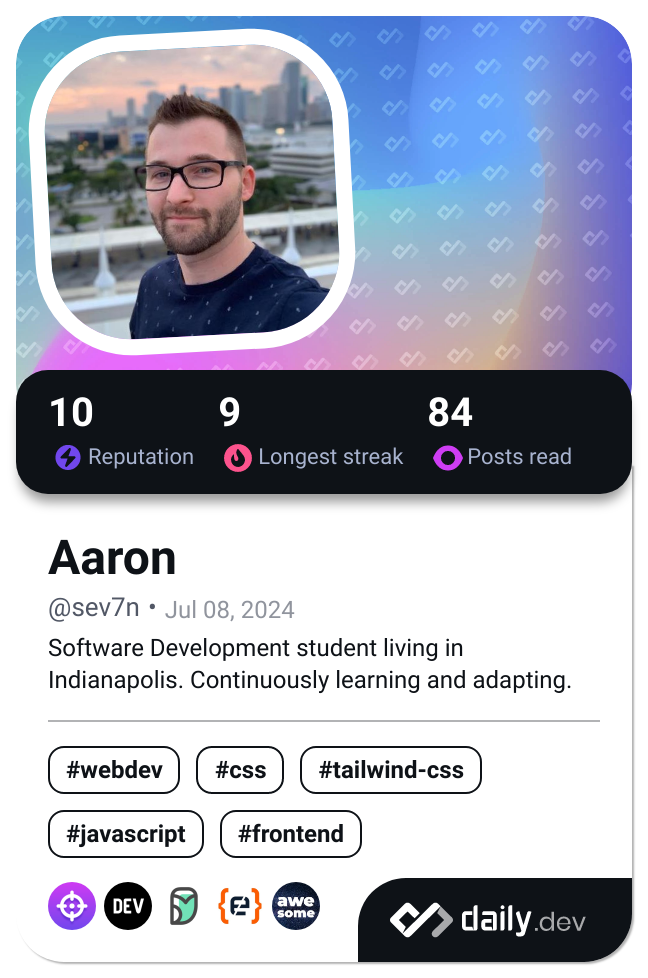 10 9 84
Reputation Longest streak Posts read
Aaron
@sev7n • Jul 08, 2024
Software Development student living in
Indianapolis. Continuously learning and adapting.
#webdev #css #tailwind-css
#javascript #frontend
DEV awe
some
daily.dev